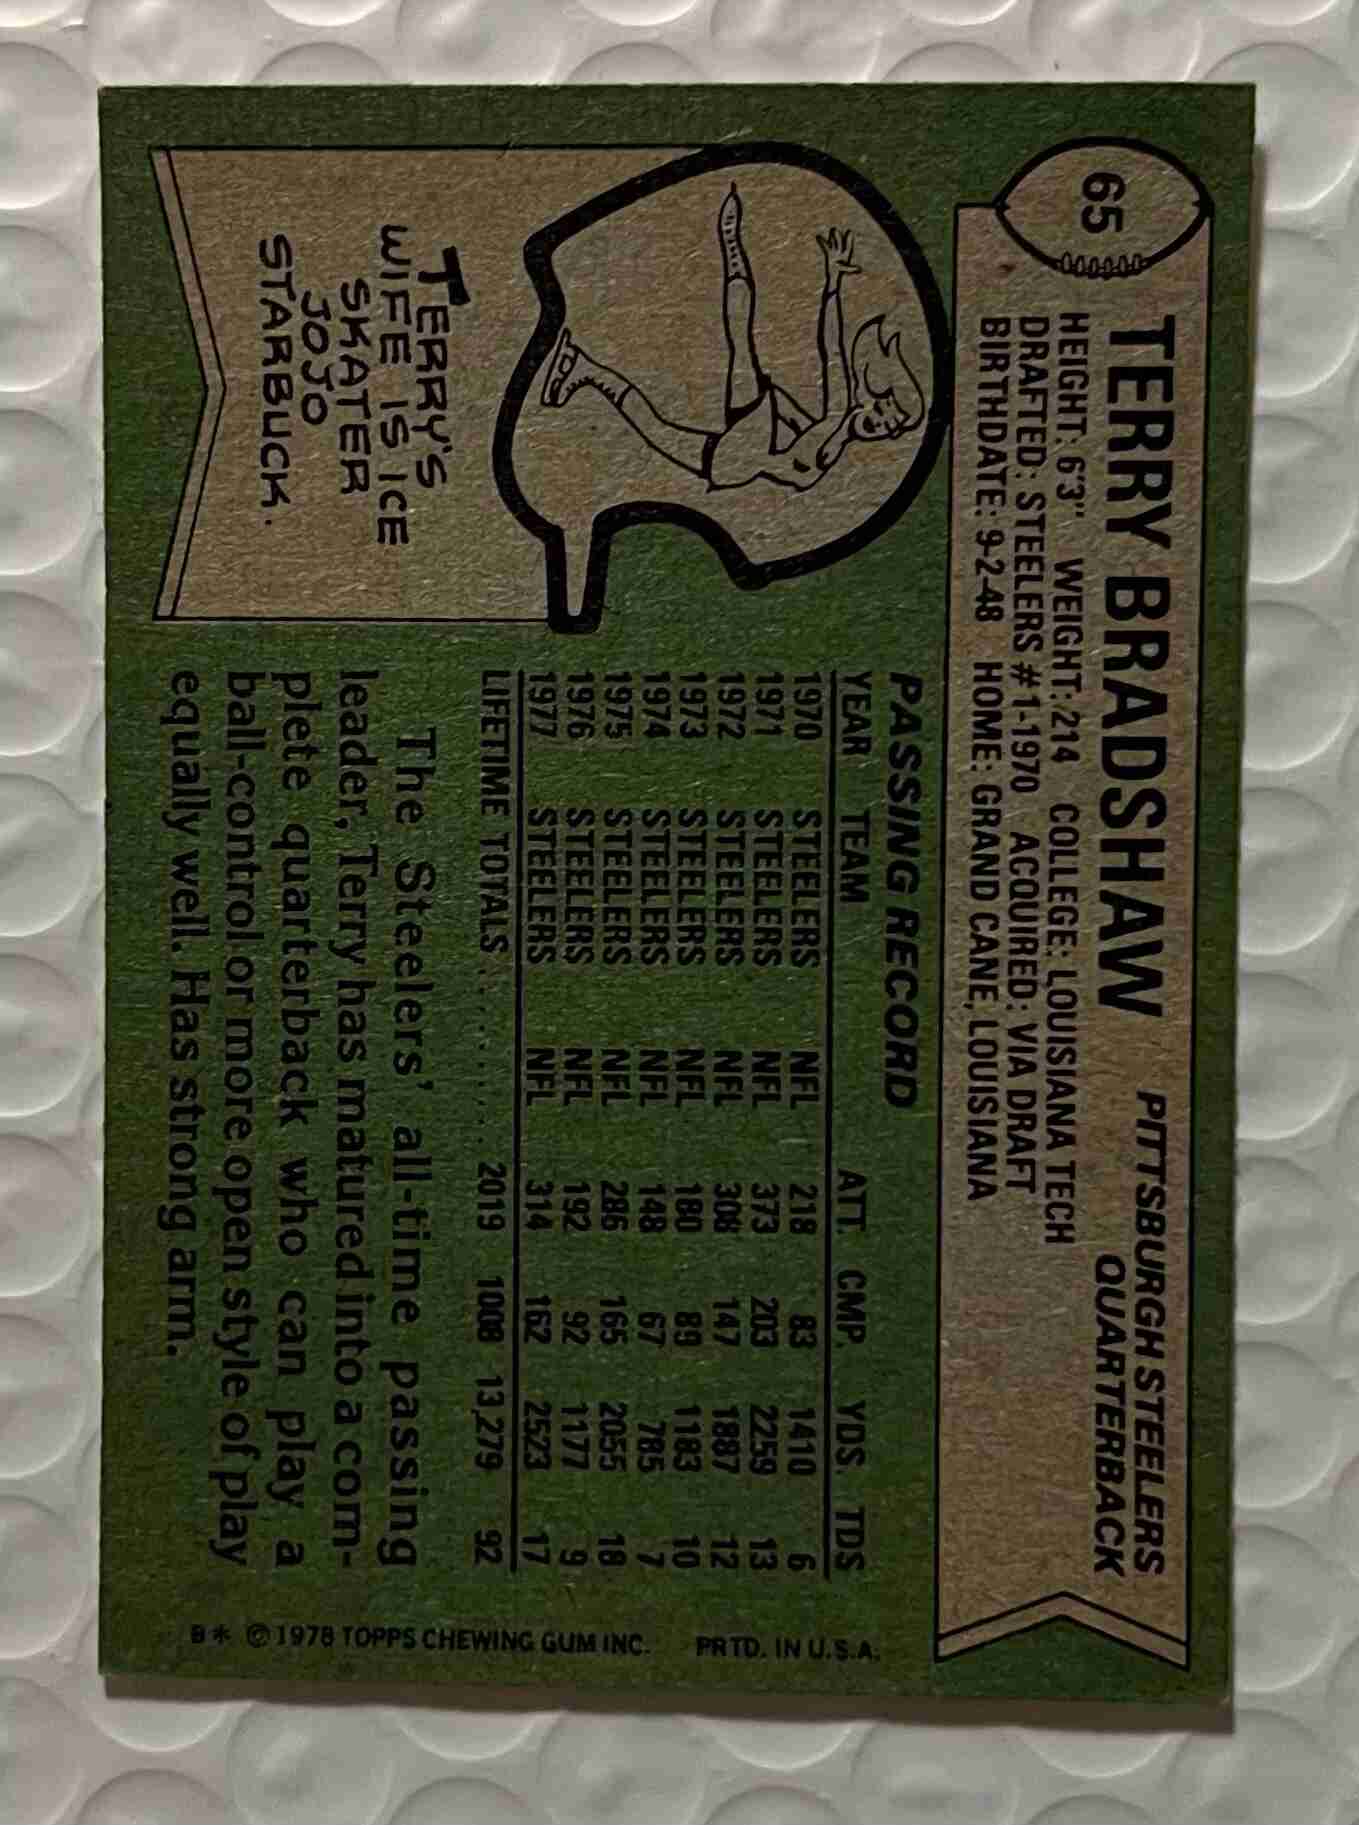 65
TERRY BRADSHAW
PITTSBURGH STEELERS
QUARTERBACK
HEIGHT: 6'3" WEIGHT: 214 COLLEGE: LOUISIANA TECH
DRAFTED: STEELERS #1-1970 ACQUIRED: VIA DRAFT
BIRTHDATE: 9-2-48 HOME: GRAND CANE, LOUISIANA
TERRY'S
WIFE IS ICE
SKATER
JOJO
STARBUCK.
PASSING RECORD
YEAR TEAM ATT. CMP. YDS. TDS
1970 STEELERS NFL 218 83 1410 6
1971 STEELERS NFL 373 203 2259 13
1972 STEELERS NFL 308 147 1887 12
1973 STEELERS NFL 180 89 1183 10
1974 STEELERS NFL 148 67 785 7
1975 STEELERS NFL 286 165 2055 18
1976 STEELERS NFL 192 92 1177 9
1977 STEELERS NFL 314 162 2523 17
LIFETIME TOTALS .......... 2019 1008 13,279 92
The Steelers' all-time passing
leader, Terry has matured into a com-
plete quarterback who can play a
ball-control or more open style of play
equally well. Has strong arm.
B* © 1978 TOPPS CHEWING GUM INC. PRTD. IN U.S.A.